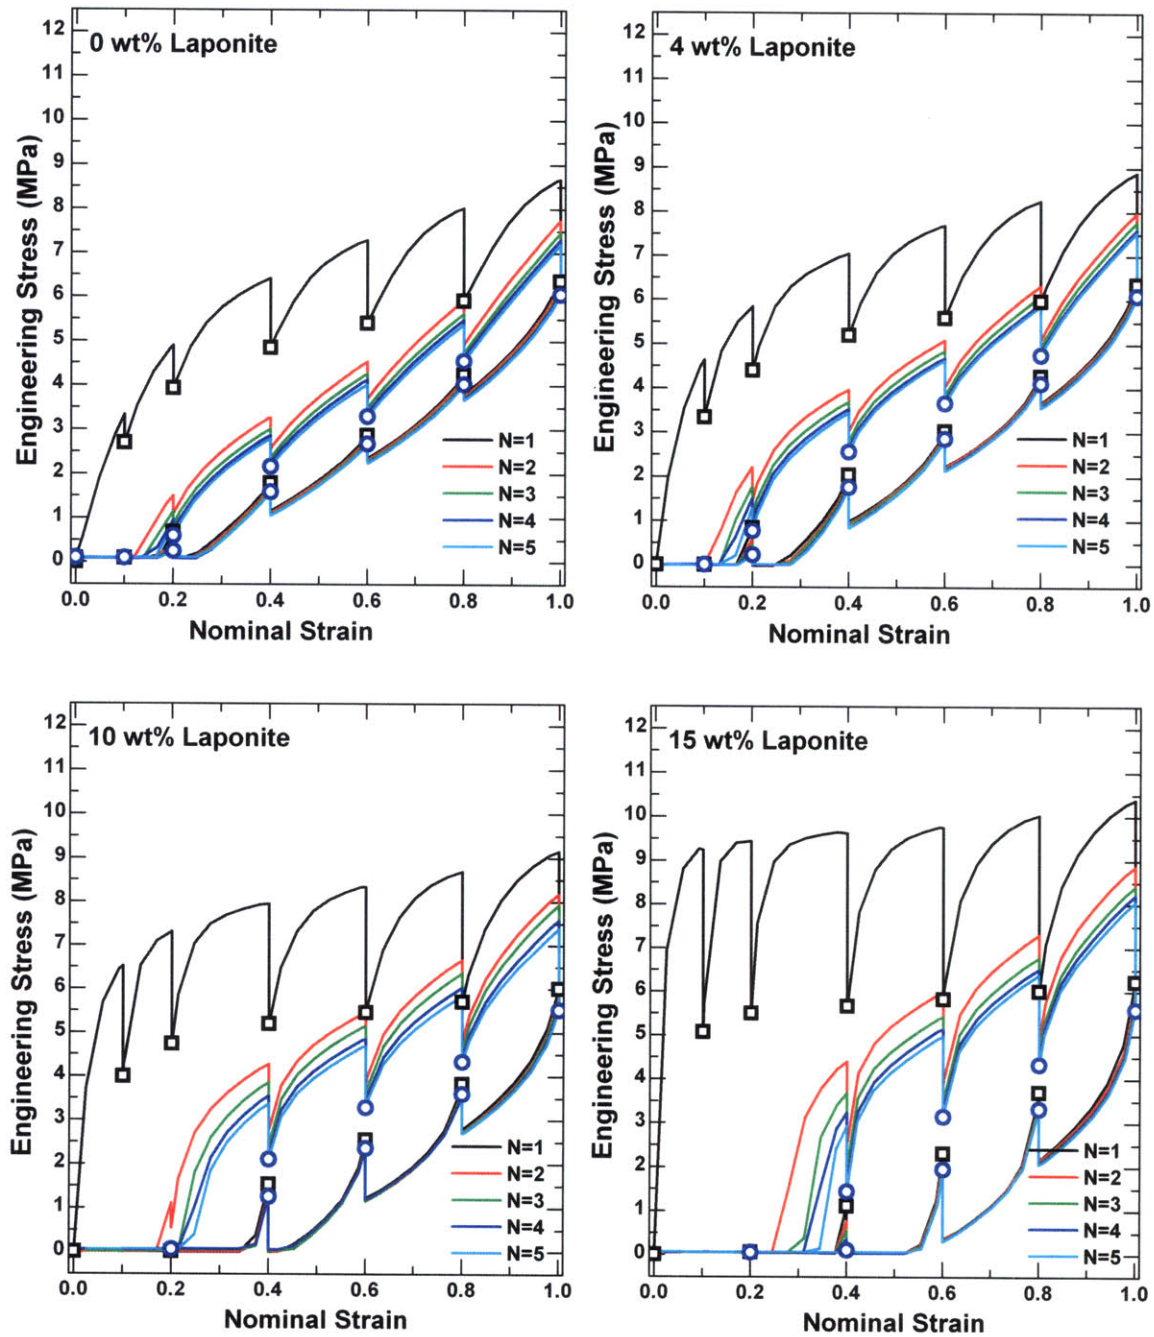 0 wt% Laponite
12
11
10
9
8
7
6
5
4
3
2
1
0
Engineering Stress (MPa)
N=1
N=2
N=3
N=4
N=5
0.0 0.2 0.4 0.6 0.8 1.0
Nominal Strain
4 wt% Laponite
12
11
10
9
8
7
6
5
4
3
2
1
0
Engineering Stress (MPa)
N=1
N=2
N=3
N=4
N=5
0.0 0.2 0.4 0.6 0.8 1.0
Nominal Strain
10 wt% Laponite
12
11
10
9
8
7
6
5
4
3
2
1
0
Engineering Stress (MPa)
N=1
N=2
N=3
N=4
N=5
0.0 0.2 0.4 0.6 0.8 1.0
Nominal Strain
15 wt% Laponite
12
11
10
9
8
7
6
5
4
3
2
1
0
Engineering Stress (MPa)
N=1
N=2
N=3
N=4
N=5
0.0 0.2 0.4 0.6 0.8 1.0
Nominal Strain